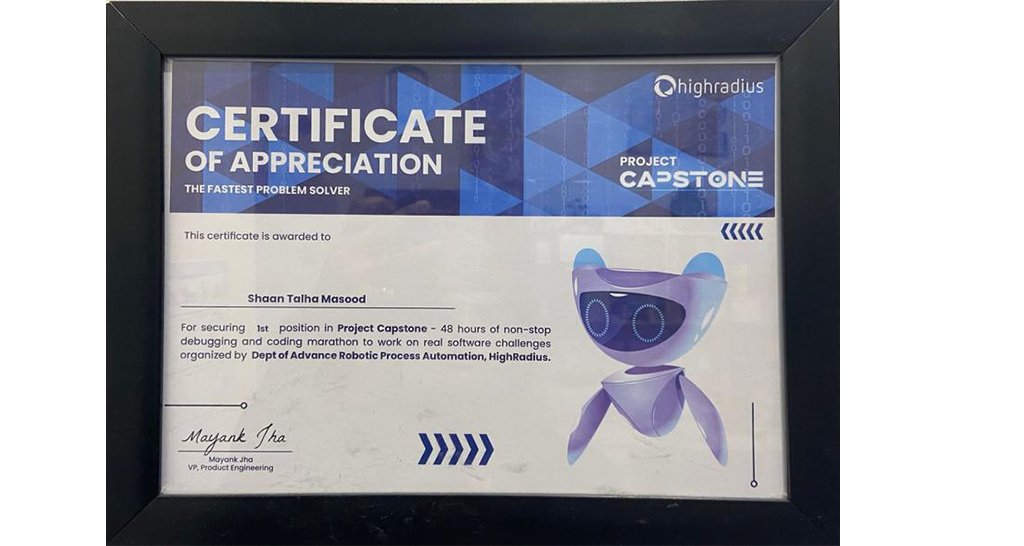 highradius
CERTIFICATE
OF APPRECIATION
THE FASTEST PROBLEM SOLVER
PROJECT
CAPSTONE
This certificate is awarded to
Shaan Talha Masood
For securing 1st position in Project Capstone - 48 hours of non-stop
debugging and coding marathon to work on real software challenges
organized by Dept of Advance Robotic Process Automation, HighRadius.
Mayank Jha
Mayank Jha
VP, Product Engineering